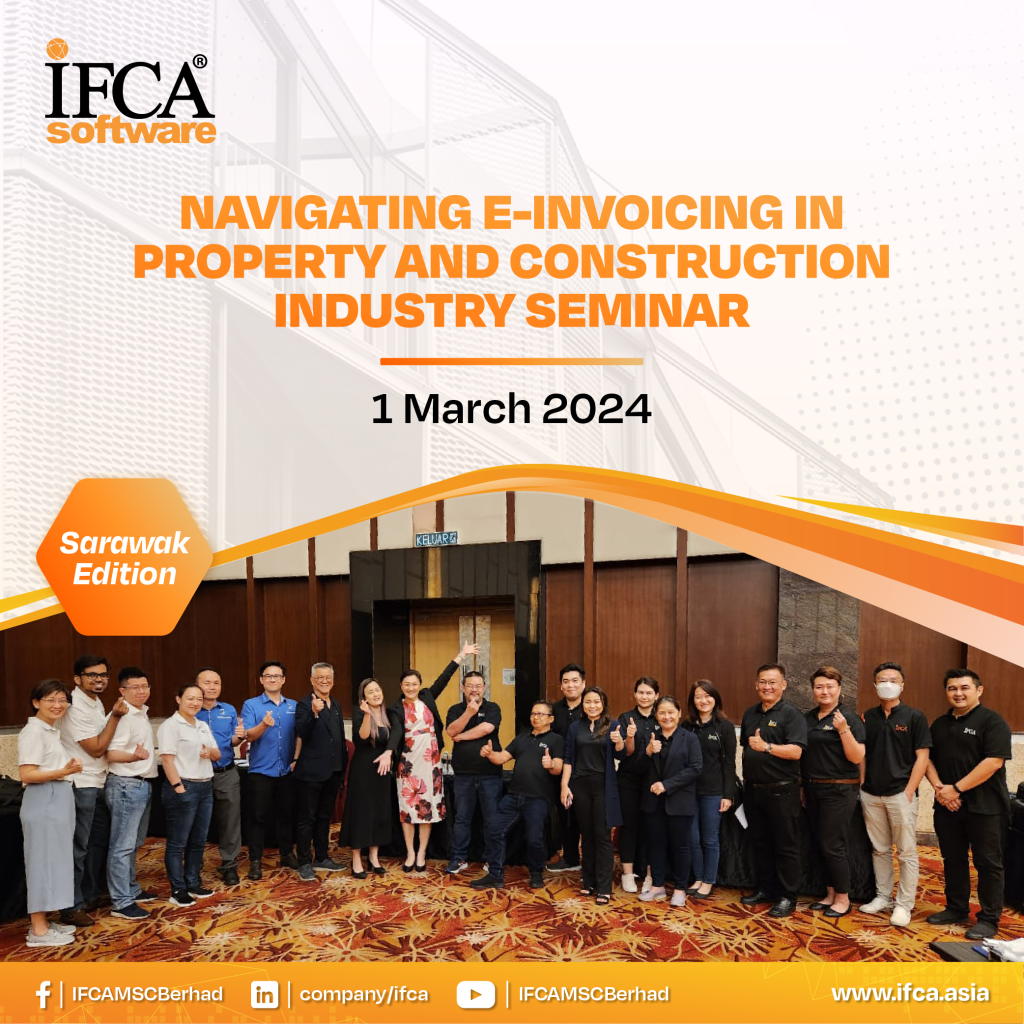 IFCA®
software
NAVIGATING E-INVOICING IN
PROPERTY AND CONSTRUCTION
INDUSTRY SEMINAR
1 March 2024
Sarawak
Edition
KELUAR
IFCAMSCBerhad
company/ifca
IFCAMSCBerhad
www.ifca.asia